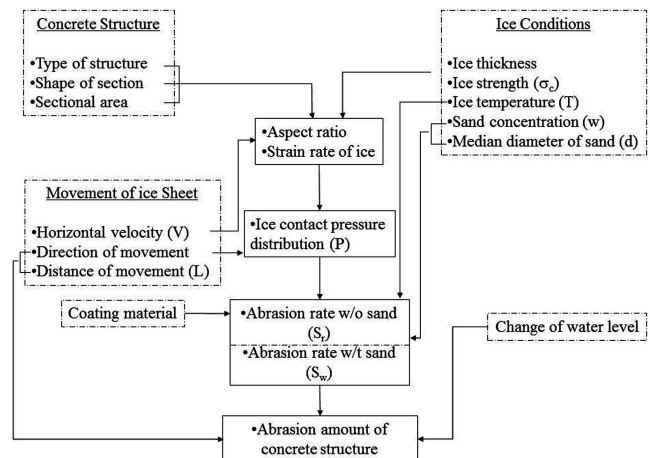 Concrete Structure
•Type of structure
•Shape of section
•Sectional area
Ice Conditions
•Ice thickness
•Ice strength (σc)
•Ice temperature (T)
•Sand concentration (w)
•Median diameter of sand (d)
•Aspect ratio
•Strain rate of ice
Movement of ice Sheet
•Horizontal velocity (V)
•Direction of movement
•Distance of movement (L)
•Ice contact pressure
distribution (P)
Coating material
•Abrasion rate w/o sand
(Sr)
•Abrasion rate w/t sand
(Sw)
Change of water level
•Abrasion amount of
concrete structure